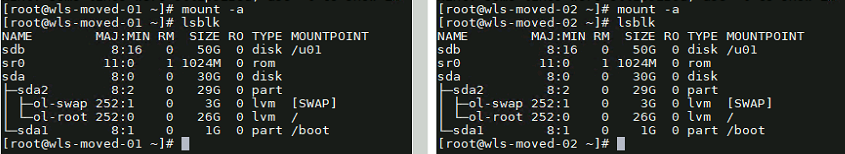 [root@wls-moved-01 ~]# mount -a
[root@wls-moved-01 ~]# lsblk
NAME        MAJ:MIN RM  SIZE RO TYPE MOUNTPOINT
sdb           8:16   0   50G  0 disk /u01
sr0          11:0    1 1024M  0 rom
sda           8:0    0   30G  0 disk
├─sda2        8:2    0   29G  0 part
│ ├─ol-swap 252:1    0    3G  0 lvm  [SWAP]
│ └─ol-root 252:0    0   26G  0 lvm  /
└─sda1        8:1    0    1G  0 part /boot
[root@wls-moved-01 ~]#
[root@wls-moved-02 ~]# mount -a
[root@wls-moved-02 ~]# lsblk
NAME        MAJ:MIN RM  SIZE RO TYPE MOUNTPOINT
sdb           8:16   0   50G  0 disk /u01
sr0          11:0    1 1024M  0 rom
sda           8:0    0   30G  0 disk
├─sda2        8:2    0   29G  0 part
│ ├─ol-swap 252:1    0    3G  0 lvm  [SWAP]
│ └─ol-root 252:0    0   26G  0 lvm  /
└─sda1        8:1    0    1G  0 part /boot
[root@wls-moved-02 ~]#